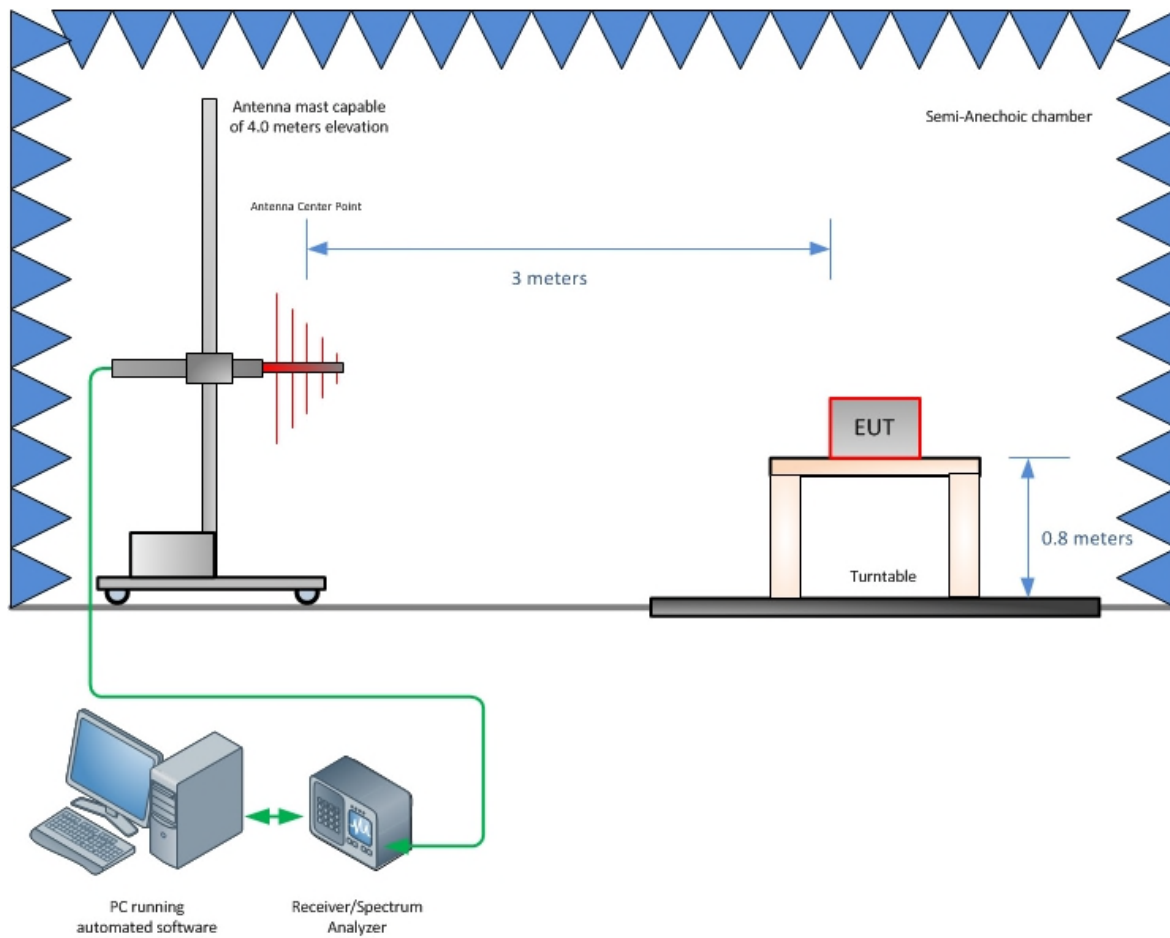 Antenna mast capable
of 4.0 meters elevation
Semi-Anechoic chamber
Antenna Center Point
3 meters
EUT
0.8 meters
Turntable
PC running
automated software
Receiver/Spectrum
Analyzer